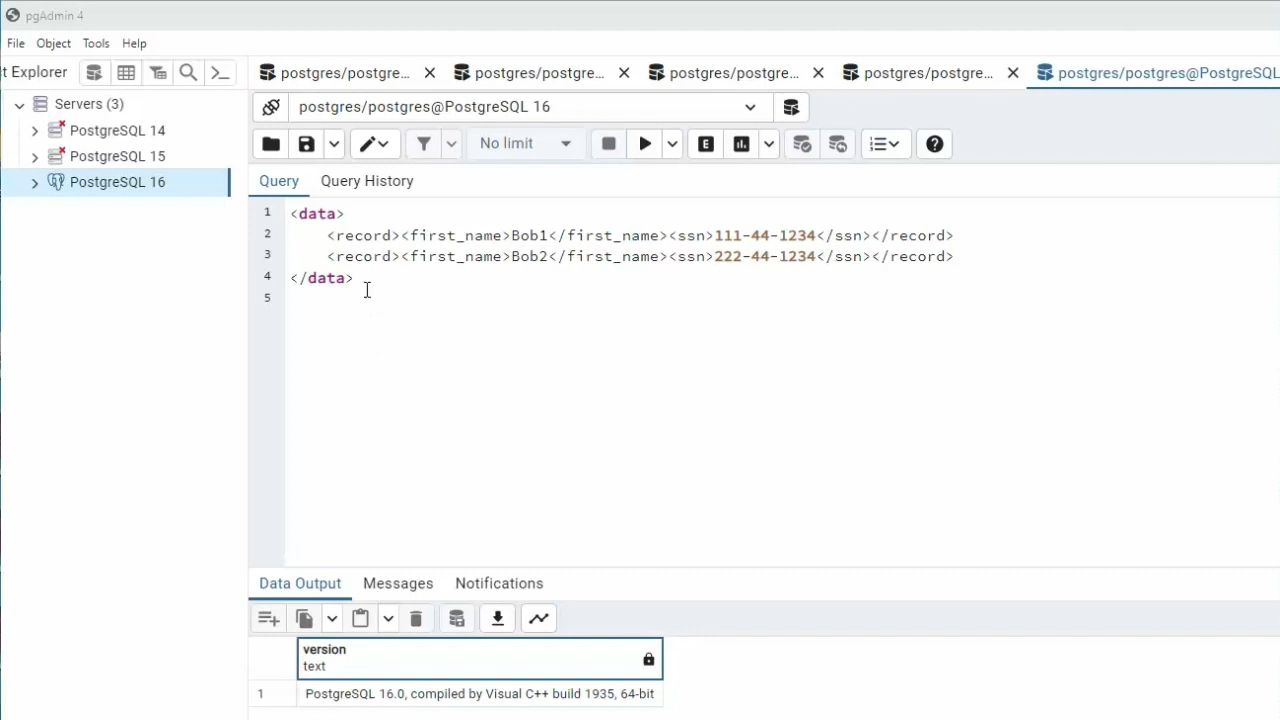 pgAdmin 4
File Object Tools Help
t Explorer
postgres/postgre... postgres/postgre... postgres/postgre... postgres/postgre... postgres/postgres@PostgreSQL
Servers (3)
PostgreSQL 14
PostgreSQL 15
PostgreSQL 16
postgres/postgres@PostgreSQL 16
No limit
E
Query Query History
1 <data>
2 <record><first_name>Bob1</first_name><ssn>111-44-1234</ssn></record>
3 <record><first_name>Bob2</first_name><ssn>222-44-1234</ssn></record>
4 </data>
5
Data Output Messages Notifications
version
text
1 PostgreSQL 16.0, compiled by Visual C++ build 1935, 64-bit